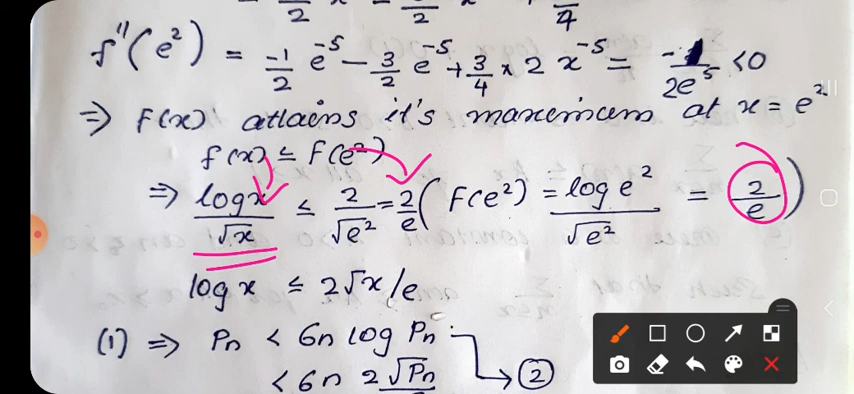 f''(e²) = -1/2 e⁻⁵ - 3/2 e⁻⁵ + 3/4 × 2 x⁻⁵ = -1/2e⁵ < 0
⇒ F(x) attains it's maximum at x = e²
f(x) ≤ F(e²)
⇒ log x/√x ≤ 2/√e² = 2/e ( F(e²) = log e²/√e² = 2/e )
log x ≤ 2√x/e
(1) ⇒ Pn < 6n log Pn
< 6n 2√Pn → ②